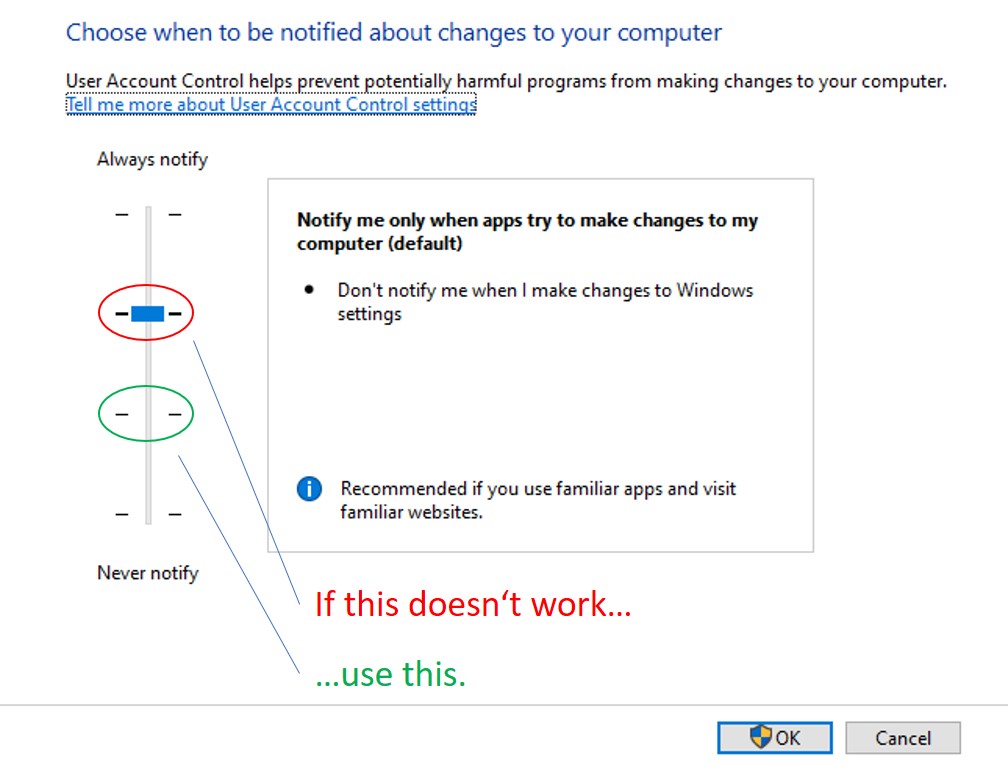 Choose when to be notified about changes to your computer
User Account Control helps prevent potentially harmful programs from making changes to your computer.
Tell me more about User Account Control settings
Always notify
Notify me only when apps try to make changes to my
computer (default)
Don't notify me when I make changes to Windows
settings
Recommended if you use familiar apps and visit
familiar websites.
Never notify
If this doesn‘t work...
...use this.
OK
Cancel